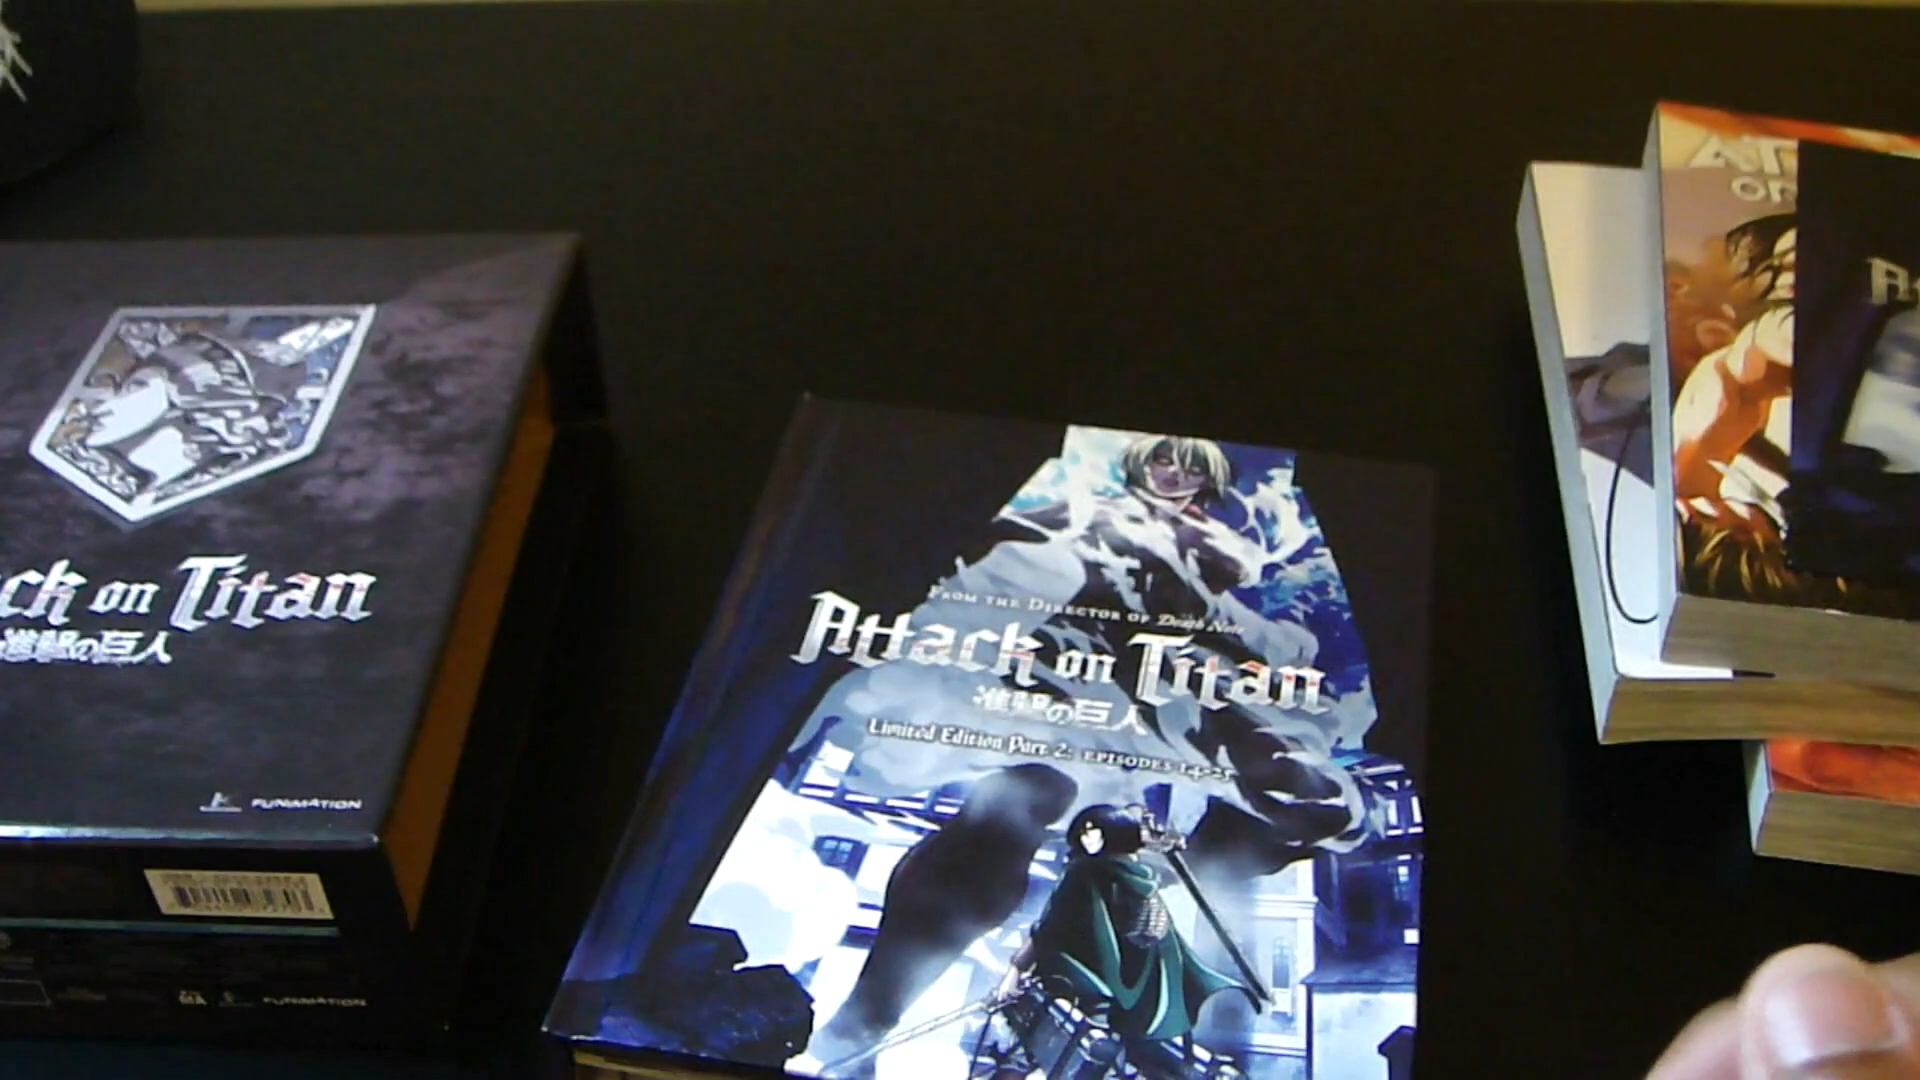 ck on Titan
進撃の巨人
FUNIMATION
FUNIMATION
FROM THE DIRECTOR OF Death Note
Attack on Titan
進撃の巨人
Limited Edition Part 2: EPISODES 14-25